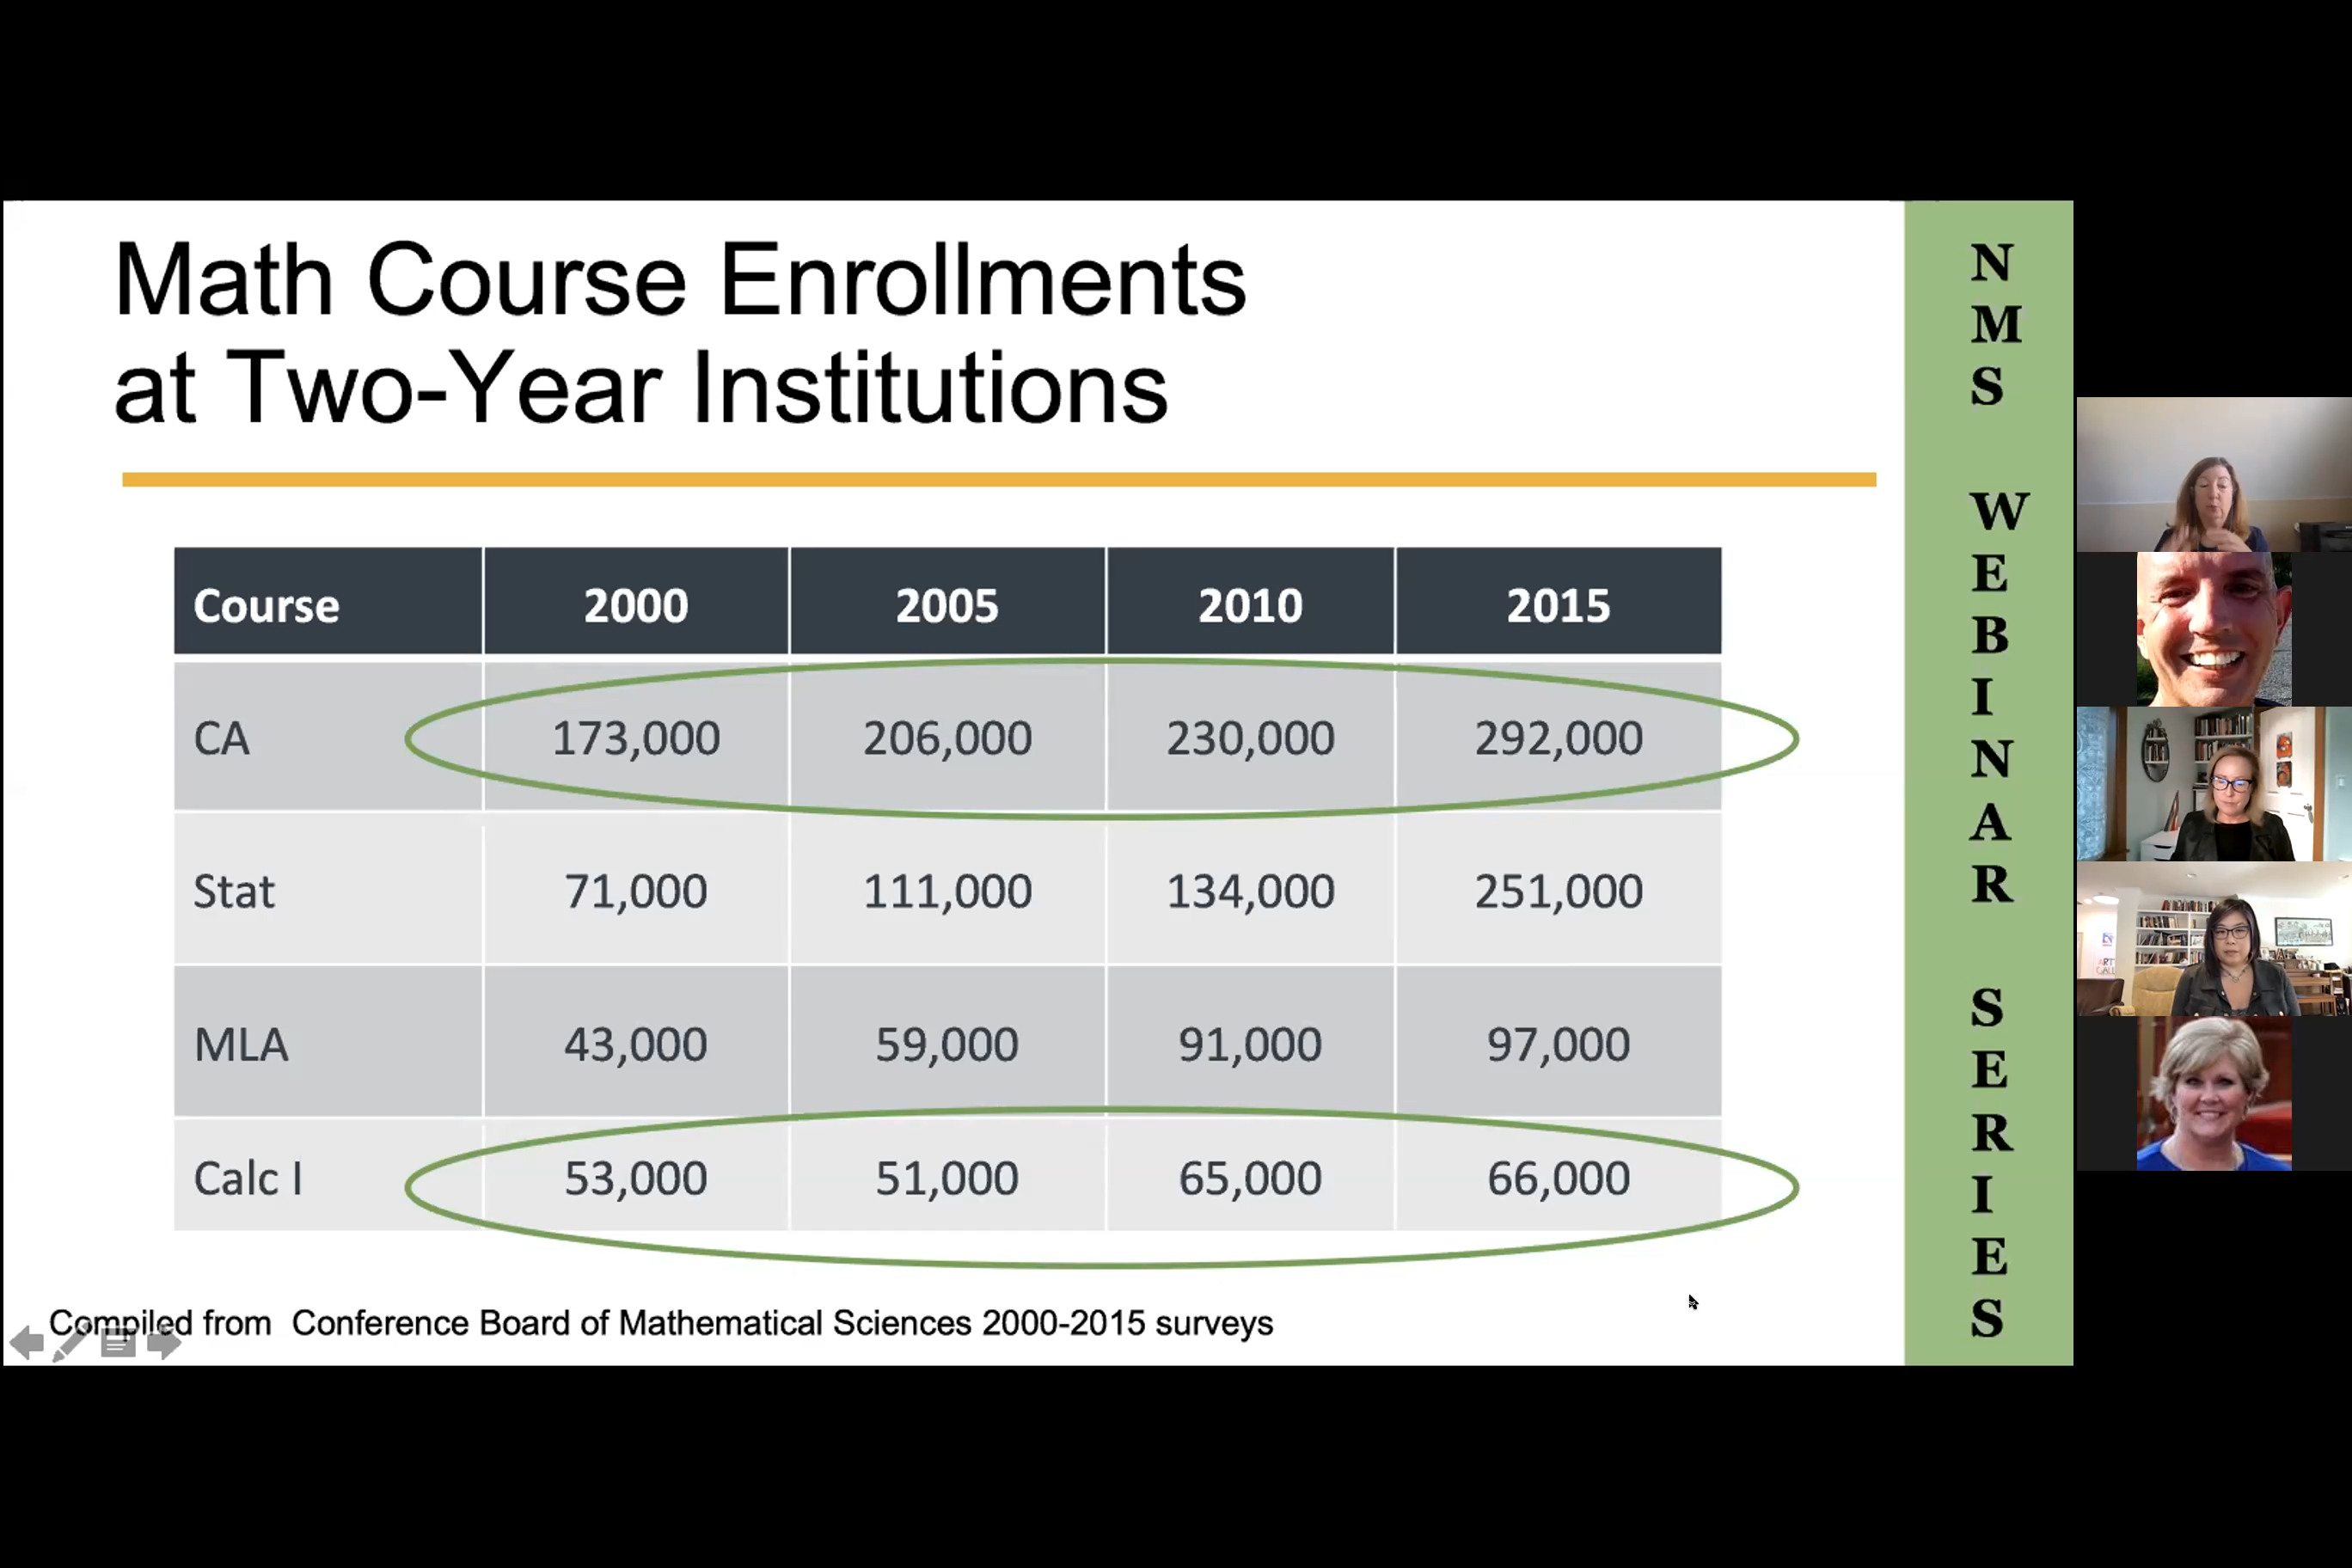 Math Course Enrollments
at Two-Year Institutions
Course 2000 2005 2010 2015
CA 173,000 206,000 230,000 292,000
Stat 71,000 111,000 134,000 251,000
MLA 43,000 59,000 91,000 97,000
Calc I 53,000 51,000 65,000 66,000
Compiled from Conference Board of Mathematical Sciences 2000-2015 surveys
NMS WEBINAR SERIES